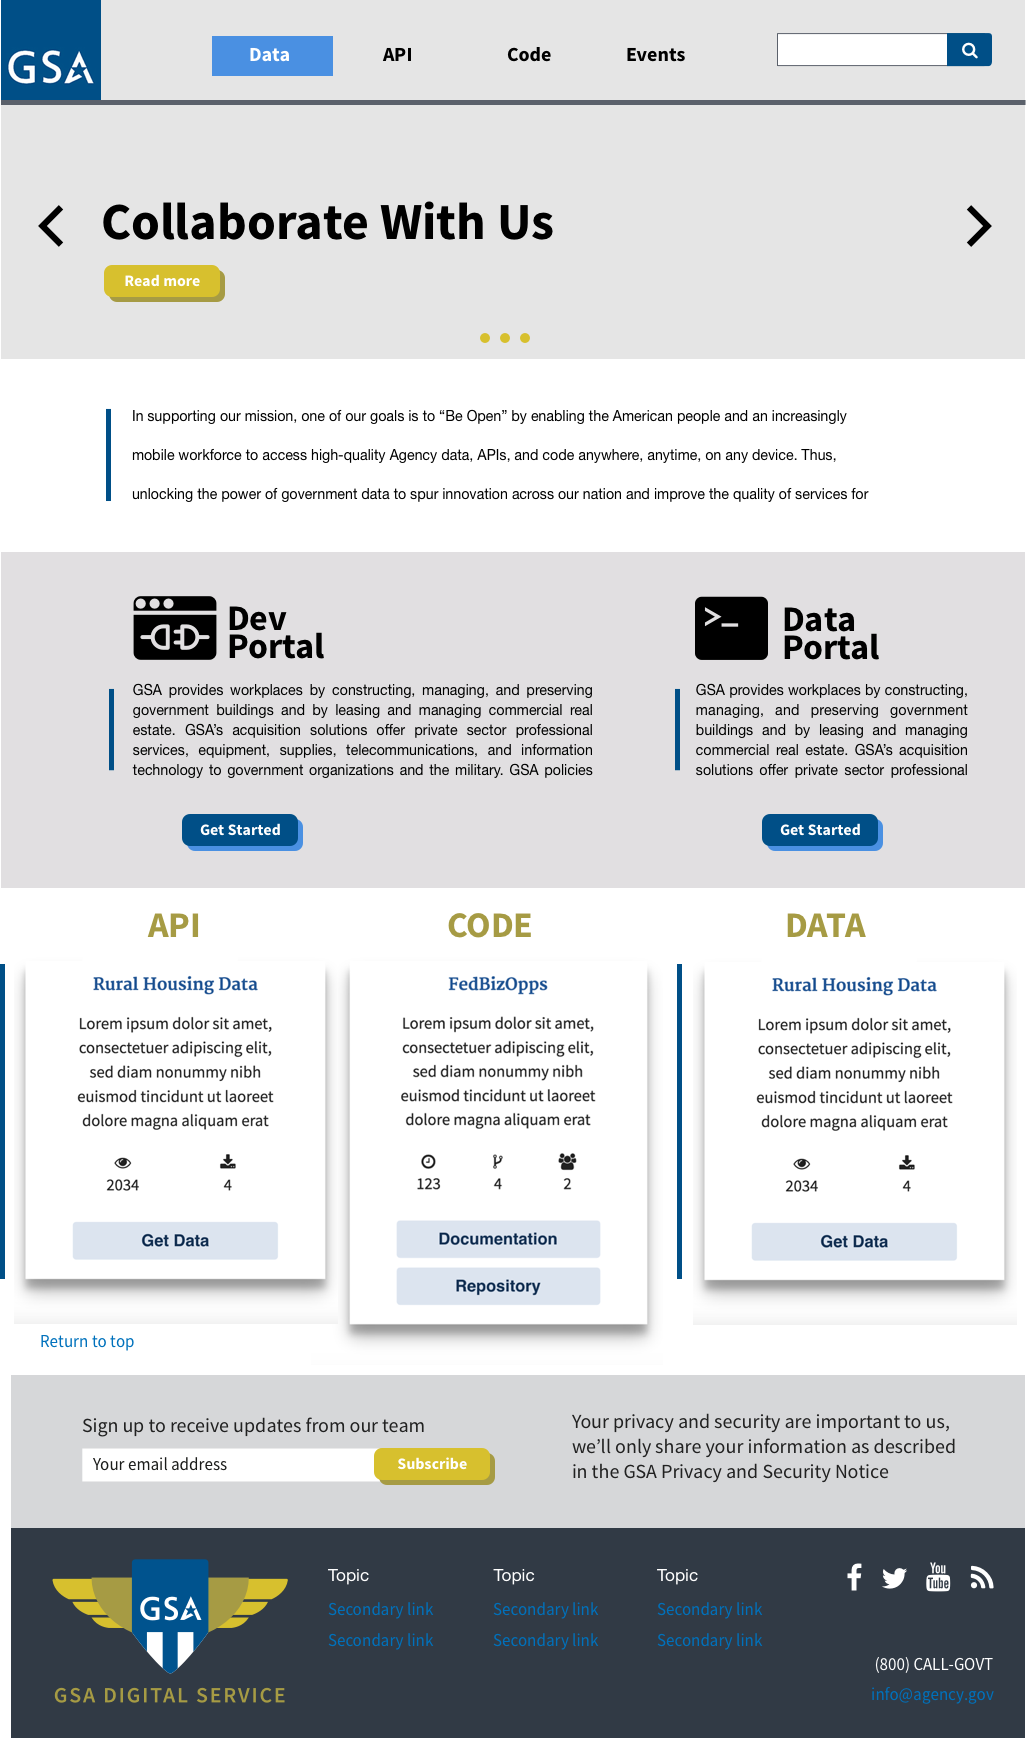 GSA
Data
API
Code
Events
Collaborate With Us
Read more
In supporting our mission, one of our goals is to “Be Open” by enabling the American people and an increasingly
mobile workforce to access high-quality Agency data, APIs, and code anywhere, anytime, on any device. Thus,
unlocking the power of government data to spur innovation across our nation and improve the quality of services for
Dev
Portal
GSA provides workplaces by constructing, managing, and preserving
government buildings and by leasing and managing commercial real
estate. GSA’s acquisition solutions offer private sector professional
services, equipment, supplies, telecommunications, and information
technology to government organizations and the military. GSA policies
Get Started
>_
Data
Portal
GSA provides workplaces by constructing,
managing, and preserving government
buildings and by leasing and managing
commercial real estate. GSA’s acquisition
solutions offer private sector professional
Get Started
API
Rural Housing Data
Lorem ipsum dolor sit amet,
consectetuer adipiscing elit,
sed diam nonummy nibh
euismod tincidunt ut laoreet
dolore magna aliquam erat
2034
4
Get Data
CODE
FedBizOpps
Lorem ipsum dolor sit amet,
consectetuer adipiscing elit,
sed diam nonummy nibh
euismod tincidunt ut laoreet
dolore magna aliquam erat
123
4
2
Documentation
Repository
DATA
Rural Housing Data
Lorem ipsum dolor sit amet,
consectetuer adipiscing elit,
sed diam nonummy nibh
euismod tincidunt ut laoreet
dolore magna aliquam erat
2034
4
Get Data
Return to top
Sign up to receive updates from our team
Your email address
Subscribe
Your privacy and security are important to us,
we’ll only share your information as described
in the GSA Privacy and Security Notice
GSA
GSA DIGITAL SERVICE
Topic
Secondary link
Secondary link
Topic
Secondary link
Secondary link
Topic
Secondary link
Secondary link
You
Tube
(800) CALL-GOVT
info@agency.gov